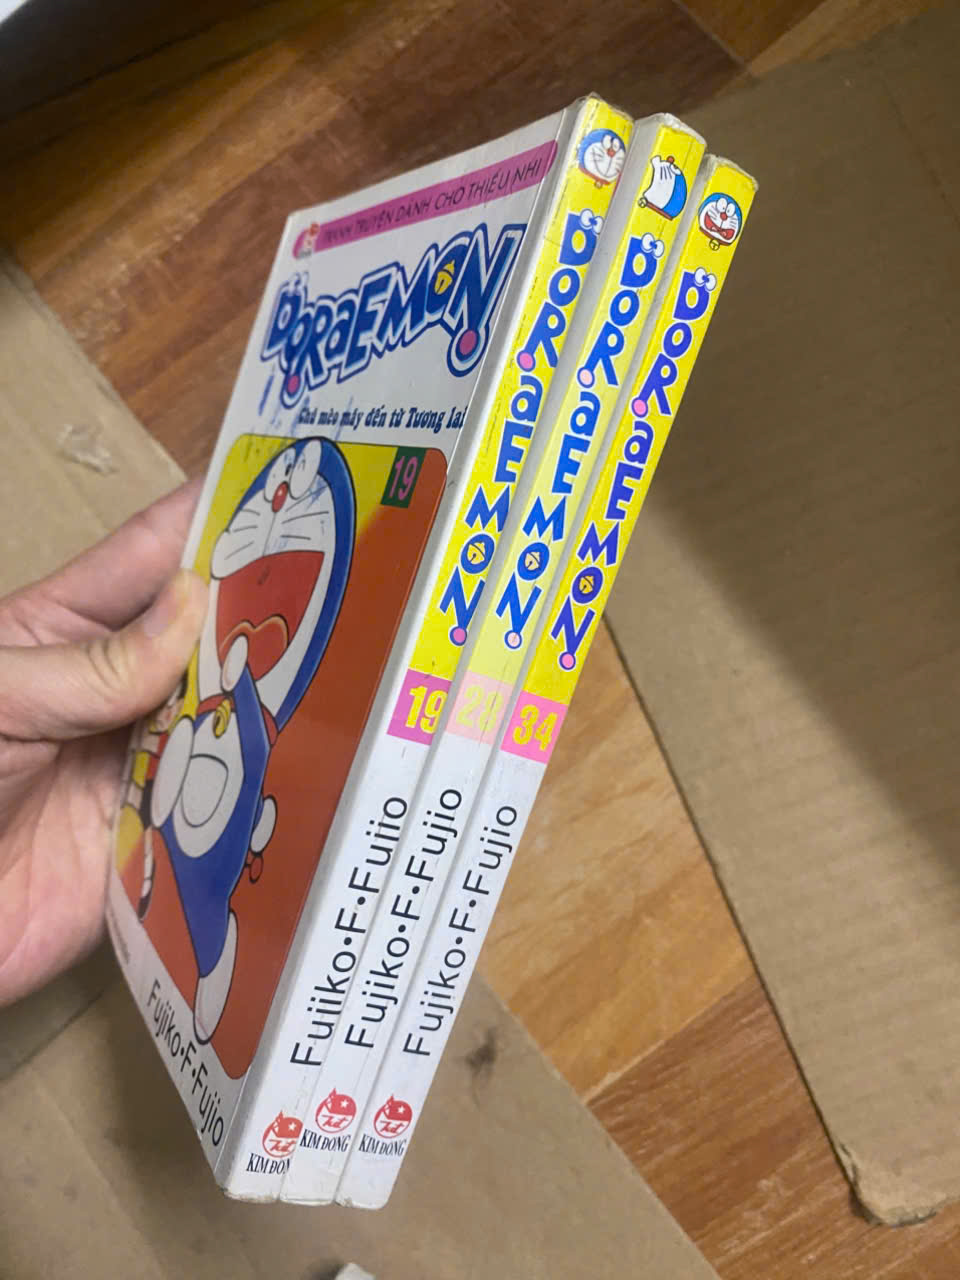 TRANH TRUYỆN DÀNH CHO THIẾU NHI
DORAEMON
Chú mèo máy đến từ Tương lai
19
Fujiko•F•Fujio
DORAEMON
19
Fujiko•F•Fujio
KIM ĐỒNG
DORAEMON
28
Fujiko•F•Fujio
KIM ĐỒNG
DORAEMON
34
Fujiko•F•Fujio
KIM ĐỒNG